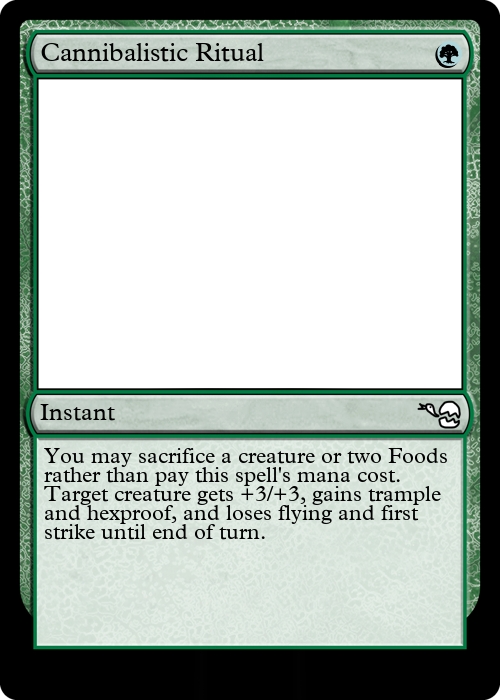 Cannibalistic Ritual
Instant
You may sacrifice a creature or two Foods
rather than pay this spell's mana cost.
Target creature gets +3/+3, gains trample
and hexproof, and loses flying and first
strike until end of turn.